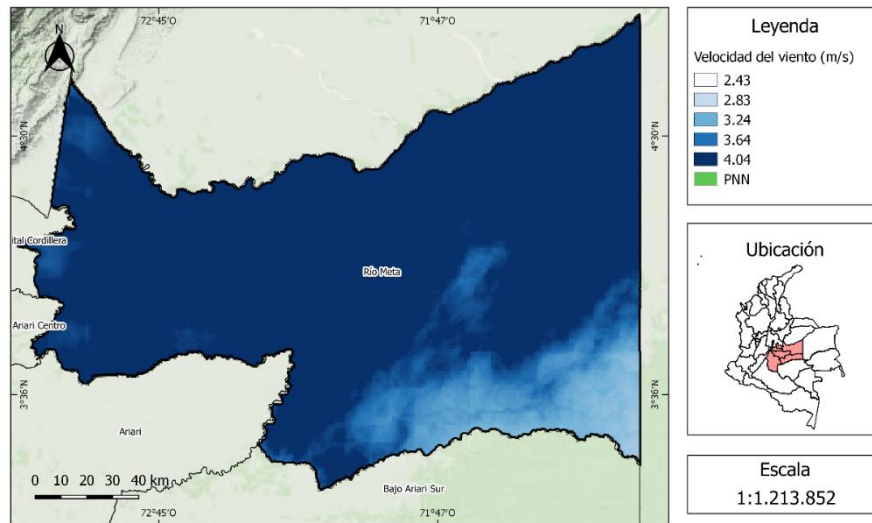 72°45'O
71°47'O
N
4°30'N
4°30'N
ital Cordillera
Río Meta
Ariari Centro
3°36'N
3°36'N
Ariari
Bajo Ariari Sur
0 10 20 30 40 km
72°45'O
71°47'O
Leyenda
Velocidad del viento (m/s)
2.43
2.83
3.24
3.64
4.04
PNN
Ubicación
Escala
1:1.213.852